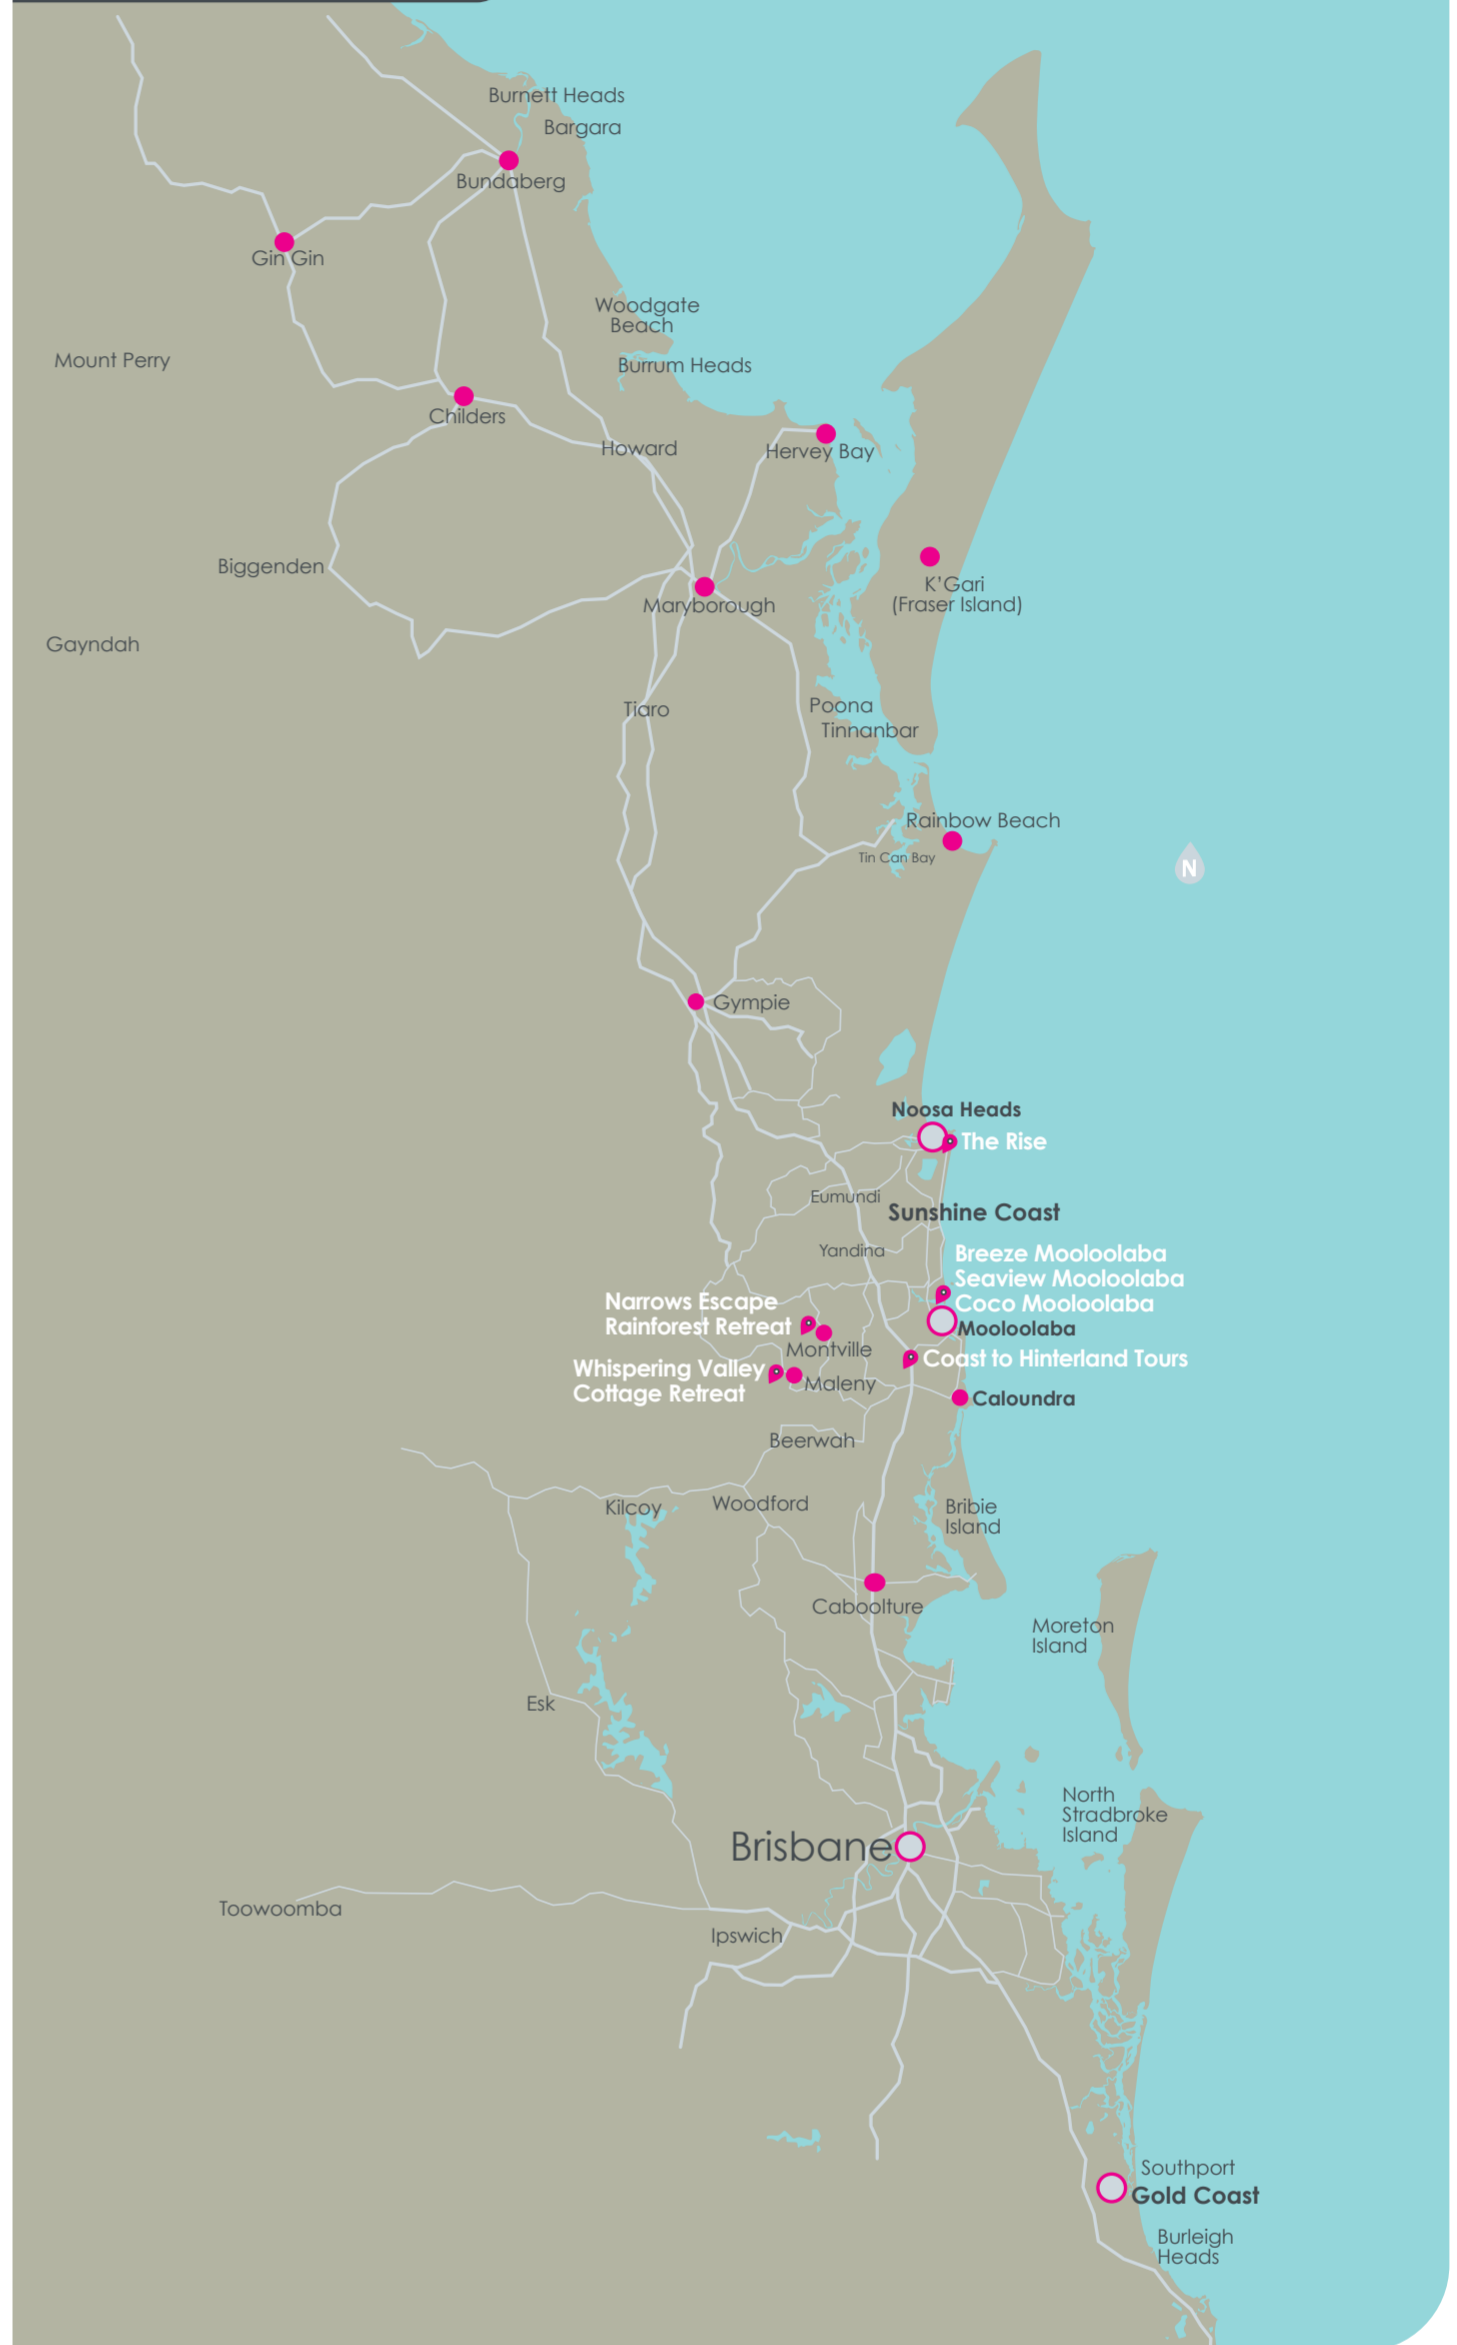 Burnett Heads
Bargara
Bundaberg
Gin Gin
Woodgate
Beach
Mount Perry
Burrum Heads
Childers
Howard
Hervey Bay
Biggenden
K'Gari
(Fraser Island)
Maryborough
Gayndah
Tiaro
Poona
Tinnanbar
Rainbow Beach
Tin Can Bay
N
Gympie
Noosa Heads
The Rise
Eumundi
Sunshine Coast
Yandina
Breeze Mooloolaba
Seaview Mooloolaba
Coco Mooloolaba
Mooloolaba
Narrows Escape
Rainforest Retreat
Montville
Coast to Hinterland Tours
Whispering Valley
Cottage Retreat
Maleny
Caloundra
Beerwah
Kilcoy
Woodford
Bribie
Island
Caboolture
Moreton
Island
Esk
North
Stradbroke
Island
Brisbane
Toowoomba
Ipswich
Southport
Gold Coast
Burleigh
Heads